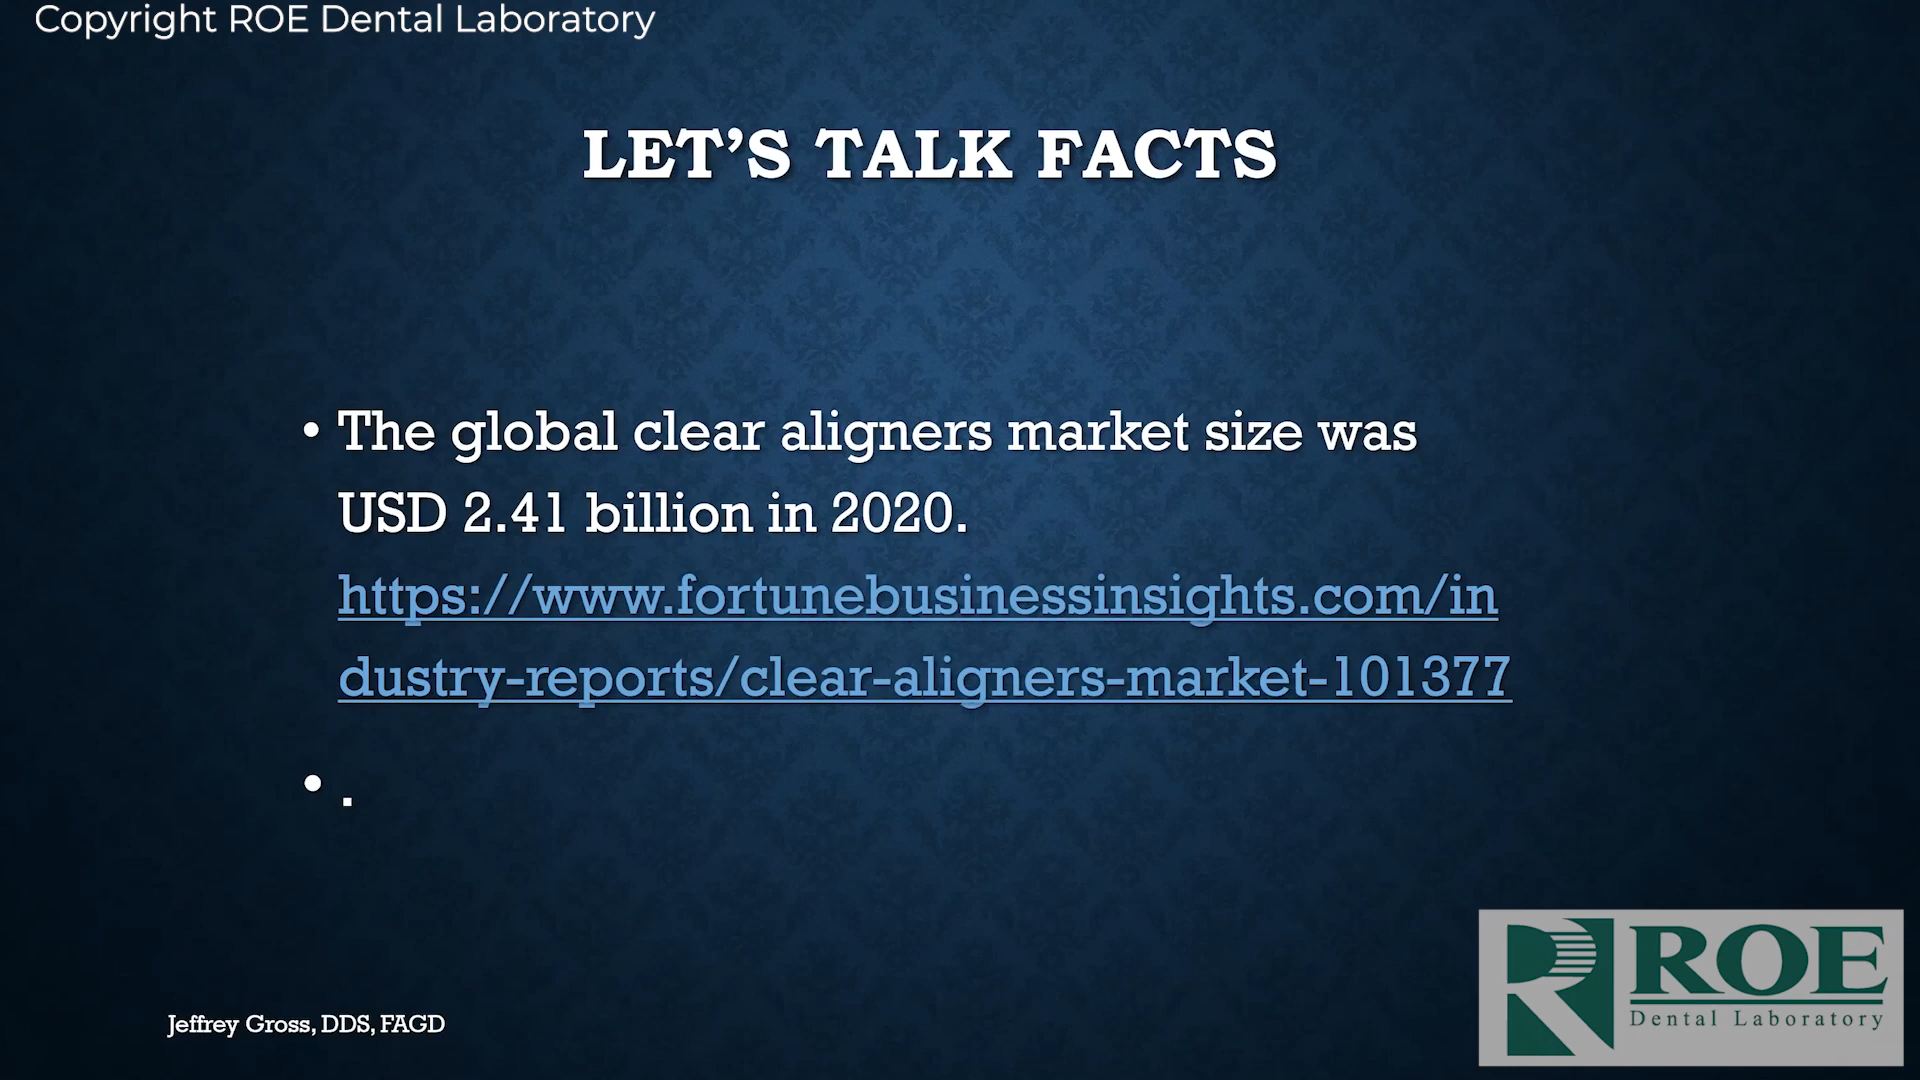 Copyright ROE Dental Laboratory
LET’S TALK FACTS
• The global clear aligners market size was
USD 2.41 billion in 2020.
https://www.fortunebusinessinsights.com/in
dustry-reports/clear-aligners-market-101377
• .
Jeffrey Gross, DDS, FAGD
ROE
Dental Laboratory